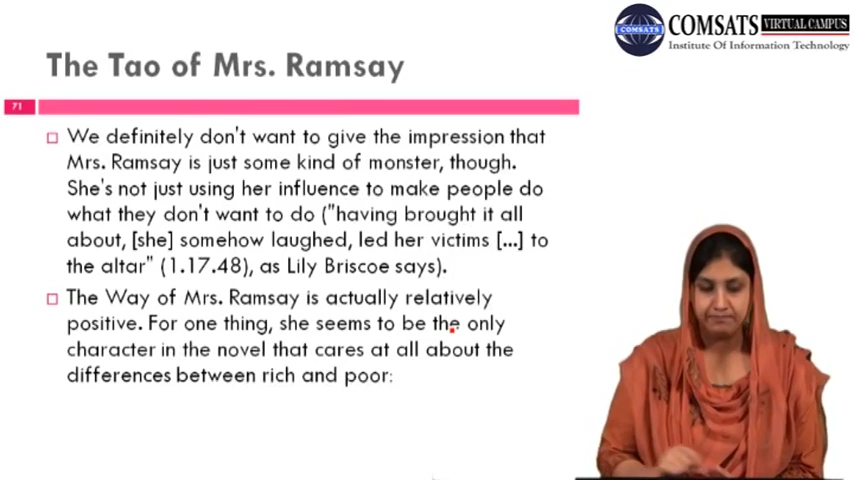 COMSATS VIRTUAL CAMPUS
Institute Of Information Technology
COMSATS
The Tao of Mrs. Ramsay
71
We definitely don't want to give the impression that
Mrs. Ramsay is just some kind of monster, though.
She's not just using her influence to make people do
what they don't want to do ("having brought it all
about, [she] somehow laughed, led her victims [...] to
the altar" (1.17.48), as Lily Briscoe says).
The Way of Mrs. Ramsay is actually relatively
positive. For one thing, she seems to be the only
character in the novel that cares at all about the
differences between rich and poor: